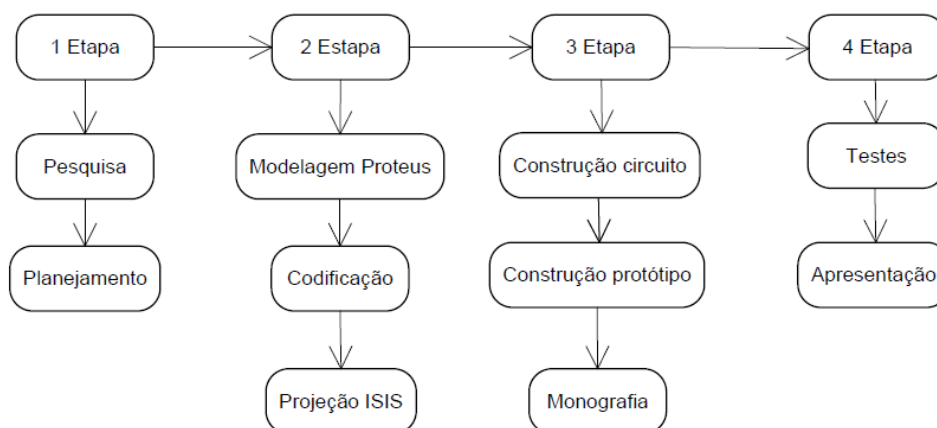 1 Etapa
2 Estapa
3 Etapa
4 Etapa
Pesquisa
Modelagem Proteus
Construção circuito
Testes
Planejamento
Codificação
Construção protótipo
Apresentação
Projeção ISIS
Monografia